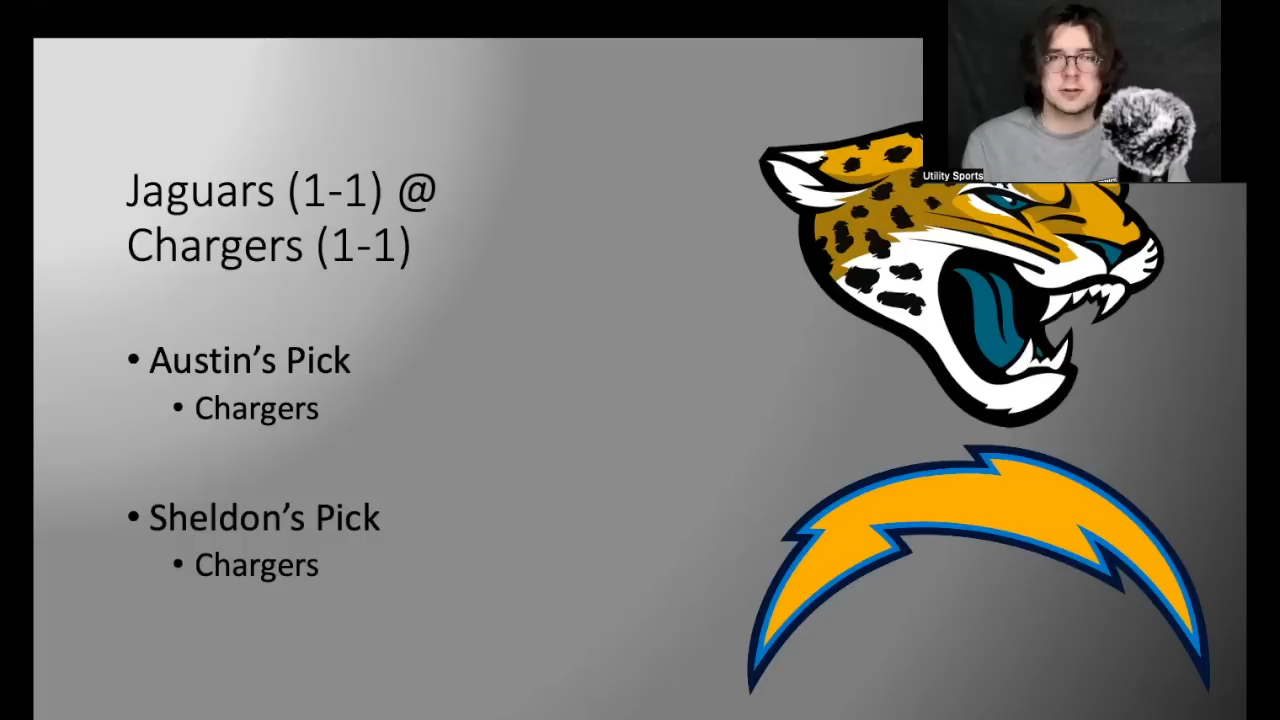 Utility Sports
Jaguars (1-1) @
Chargers (1-1)
• Austin’s Pick
• Chargers
• Sheldon’s Pick
• Chargers